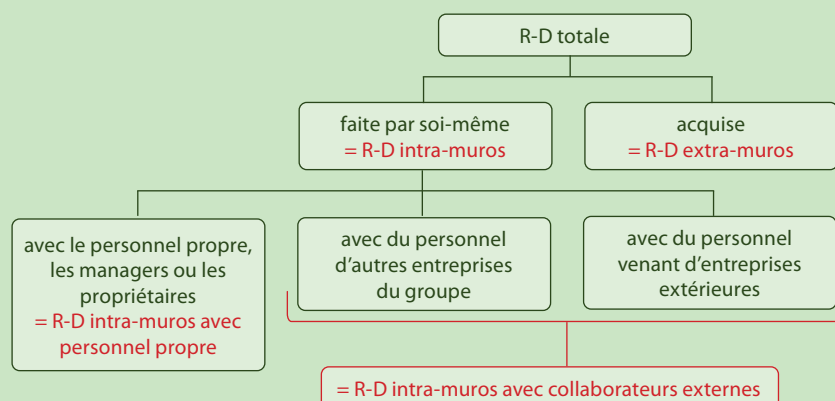 R-D totale
faite par soi-même
= R-D intra-muros
acquise
= R-D extra-muros
avec le personnel propre,
les managers ou les
propriétaires
= R-D intra-muros avec
personnel propre
avec du personnel
d'autres entreprises
du groupe
avec du personnel
venant d'entreprises
extérieures
= R-D intra-muros avec collaborateurs externes